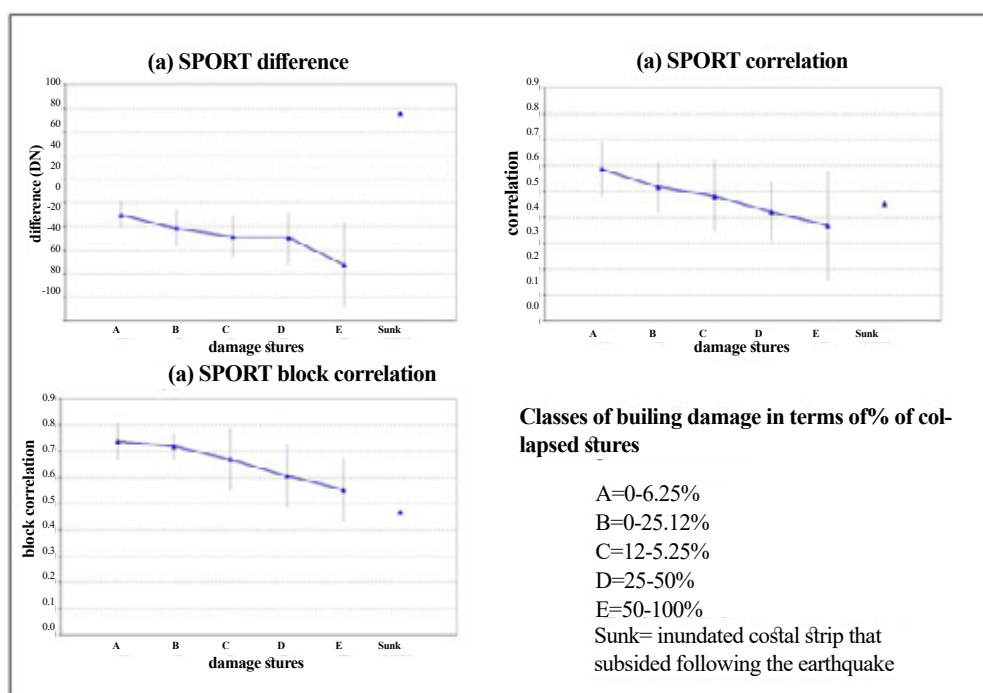 (a) SPORT difference
100
80
60
40
20
0
-20
-40
-60
80
-100
difference (DN)
A B C D E Sunk
damage stures
(a) SPORT correlation
0.9
0.8
0.7
0.6
0.5
0.4
0.3
0.2
0.1
0.0
correlation
A B C D E Sunk
damage stures
(a) SPORT block correlation
0.9
0.8
0.7
0.6
0.5
0.4
0.3
0.2
0.1
0.0
block correlation
A B C D E Sunk
damage stures
Classes of builing damage in terms of% of col-
lapsed stures
A=0-6.25%
B=0-25.12%
C=12-5.25%
D=25-50%
E=50-100%
Sunk= inundated costal strip that
subsided following the earthquake